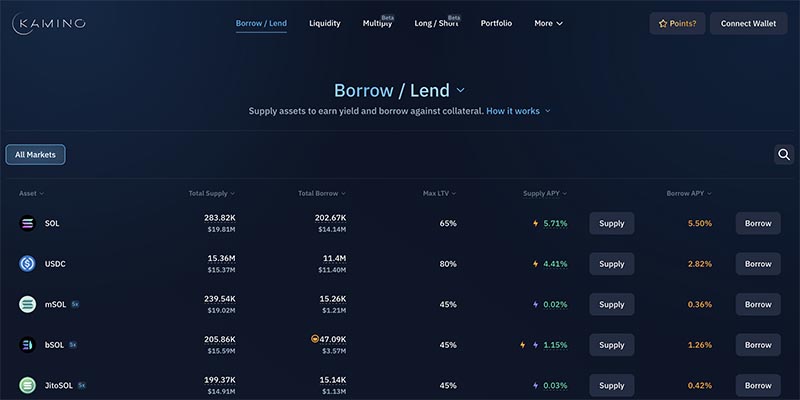 KAMINO Borrow / Lend Liquidity Multiply Beta Long / Short Beta Portfolio More Points? Connect Wallet
Borrow / Lend
Supply assets to earn yield and borrow against collateral. How it works
All Markets
Asset Total Supply Total Borrow Max LTV Supply APY Borrow APY
SOL 283.82K 202.67K 65% 5.71% Supply 5.50% Borrow
$19.81M $14.14M
USDC 15.36M 11.4M 80% 4.41% Supply 2.82% Borrow
$15.37M $11.40M
mSOL 5x 239.54K 15.26K 45% 0.02% Supply 0.36% Borrow
$19.02M $1.21M
bSOL 5x 205.86K 47.09K 45% 1.15% Supply 1.26% Borrow
$15.59M $3.57M
JitoSOL 5x 199.37K 15.14K 45% 0.03% Supply 0.42% Borrow
$14.91M $1.13M